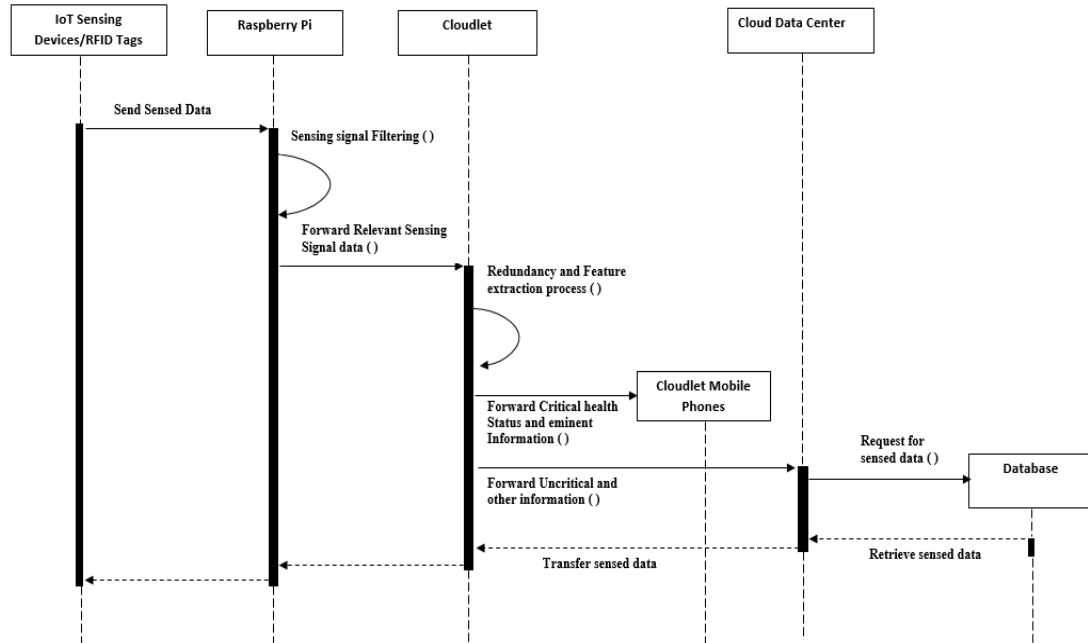 IoT Sensing
Devices/RFID Tags
Raspberry Pi
Cloudlet
Cloud Data Center
Send Sensed Data
Sensing signal Filtering ( )
Forward Relevant Sensing
Signal data ( )
Redundancy and Feature
extraction process ( )
Cloudlet Mobile
Phones
Forward Critical health
Status and eminent
Information ( )
Request for
sensed data ( )
Database
Forward Uncritical and
other information ( )
Retrieve sensed data
Transfer sensed data